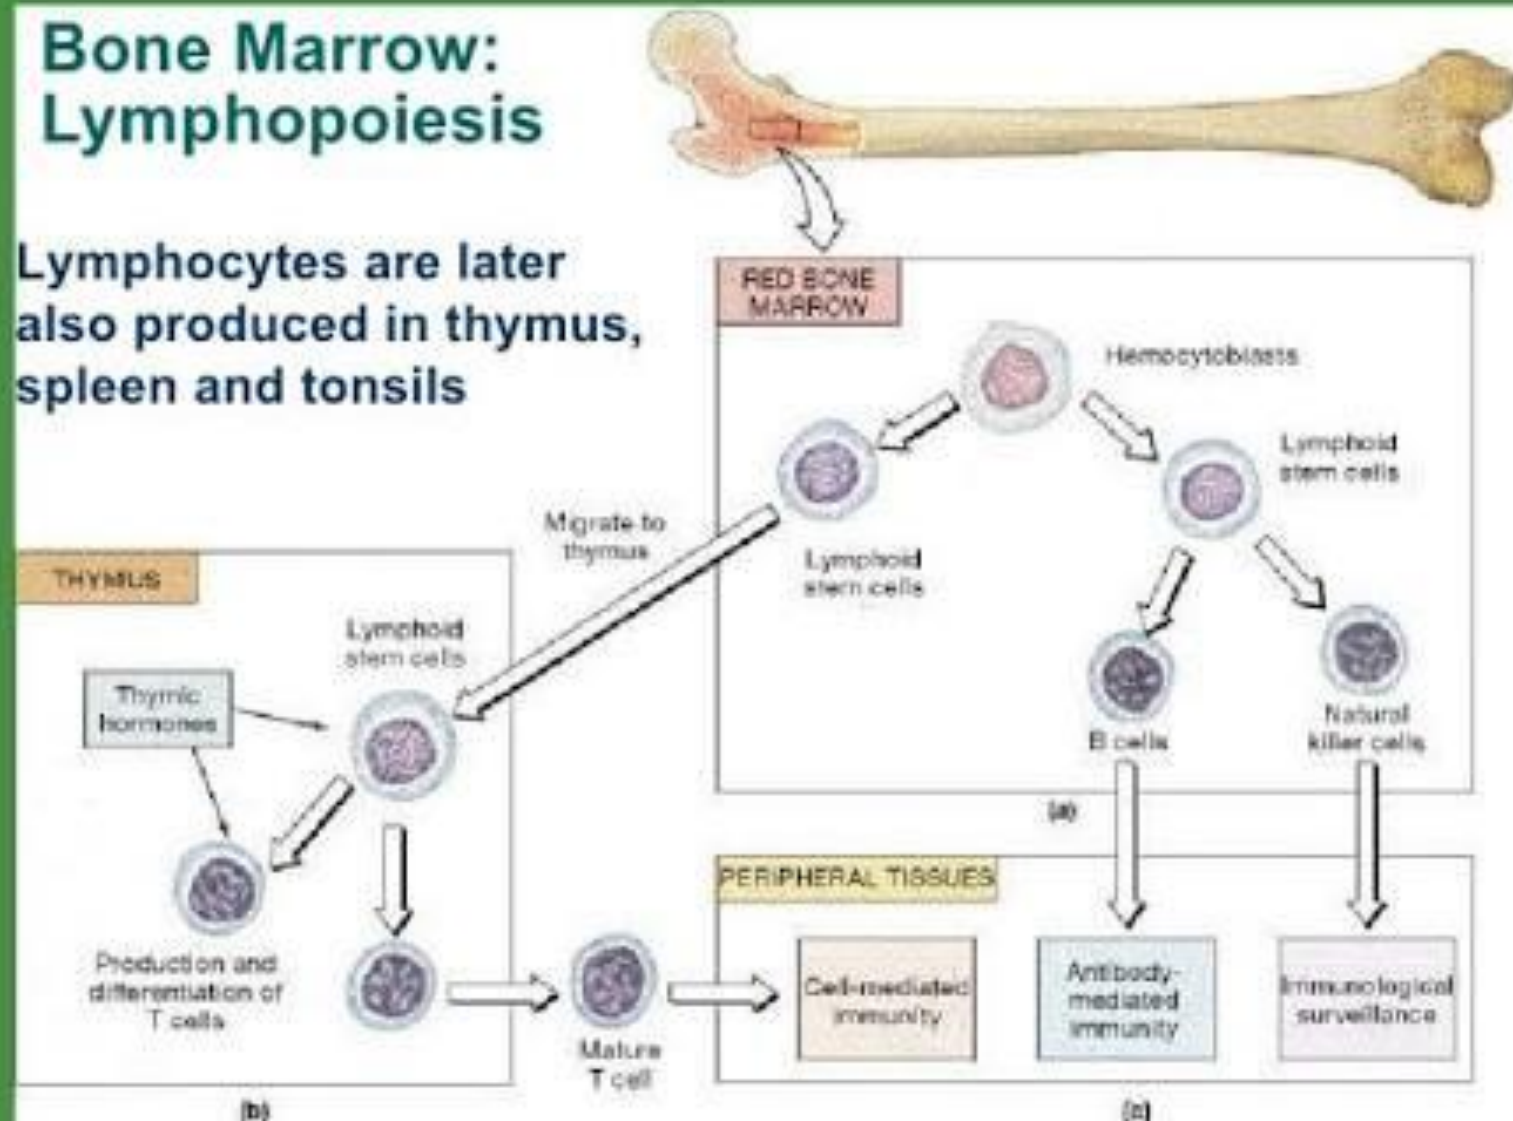 Bone Marrow:
Lymphopoiesis
Lymphocytes are later
also produced in thymus,
spleen and tonsils
RED BONE
MARROW
Hemocytoblasts
Lymphoid
stem cells
Lymphoid
stem cells
Migrate to
thymus
B cells
Natural
killer cells
(a)
THYMUS
Lymphoid
stem cells
Thymic
hormones
Production and
differentiation of
T cells
Mature
T cell
(b)
PERIPHERAL TISSUES
Cell-mediated
immunity
Antibody-
mediated
immunity
Immunological
surveillance
(c)